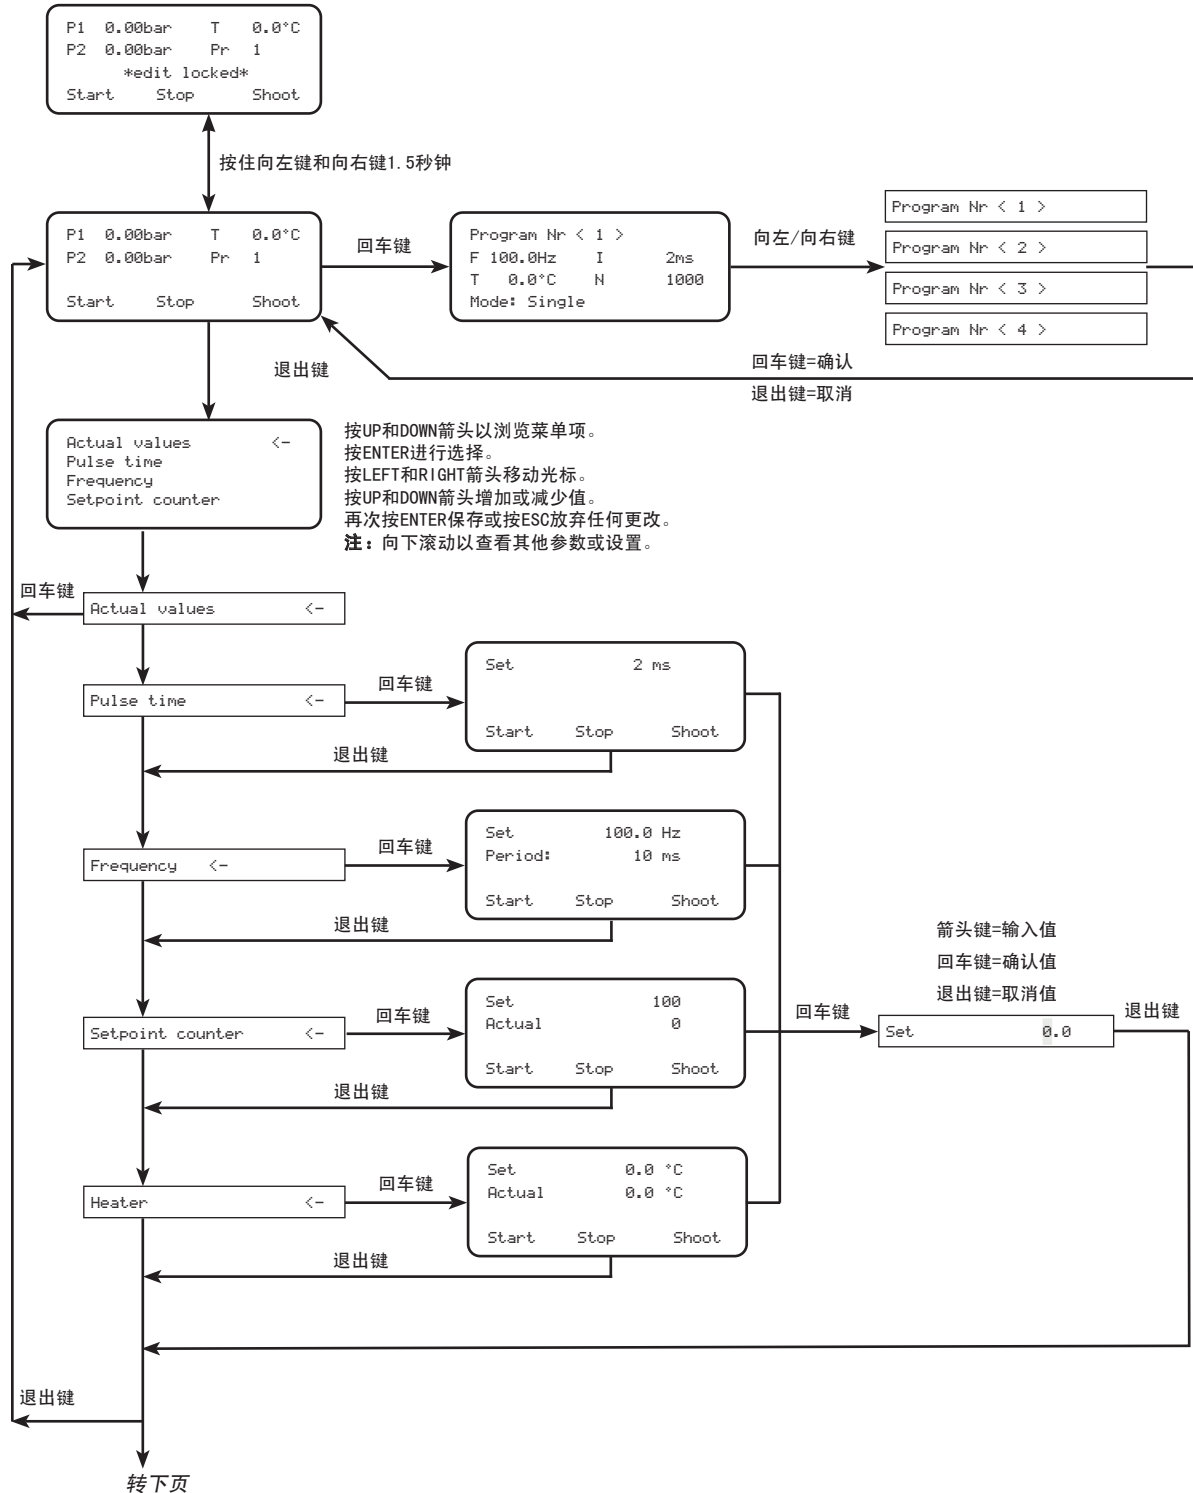 P1 0.00bar T 0.0°C
P2 0.00bar Pr 1
*edit locked*
Start Stop Shoot
按住向左键和向右键1.5秒钟
P1 0.00bar T 0.0°C
P2 0.00bar Pr 1
Start Stop Shoot
回车键
Program Nr < 1 >
F 100.0Hz I 2ms
T 0.0°C N 1000
Mode: Single
向左/向右键
Program Nr < 1 >
Program Nr < 2 >
Program Nr < 3 >
Program Nr < 4 >
回车键=确认
退出键=取消
退出键
Actual values <-
Pulse time
Frequency
Setpoint counter
按UP和DOWN箭头以浏览菜单项。
按ENTER进行选择。
按LEFT和RIGHT箭头移动光标。
按UP和DOWN箭头增加或减少值。
再次按ENTER保存或按ESC放弃任何更改。
注：向下滚动以查看其他参数或设置。
回车键
Actual values <-
Pulse time <-
回车键
Set 2 ms
Start Stop Shoot
退出键
Frequency <-
回车键
Set 100.0 Hz
Period: 10 ms
Start Stop Shoot
退出键
Setpoint counter <-
回车键
Set 100
Actual 0
Start Stop Shoot
退出键
回车键
箭头键=输入值
回车键=确认值
退出键=取消值
Set 0.0
退出键
Heater <-
回车键
Set 0.0 °C
Actual 0.0 °C
Start Stop Shoot
退出键
退出键
转下页